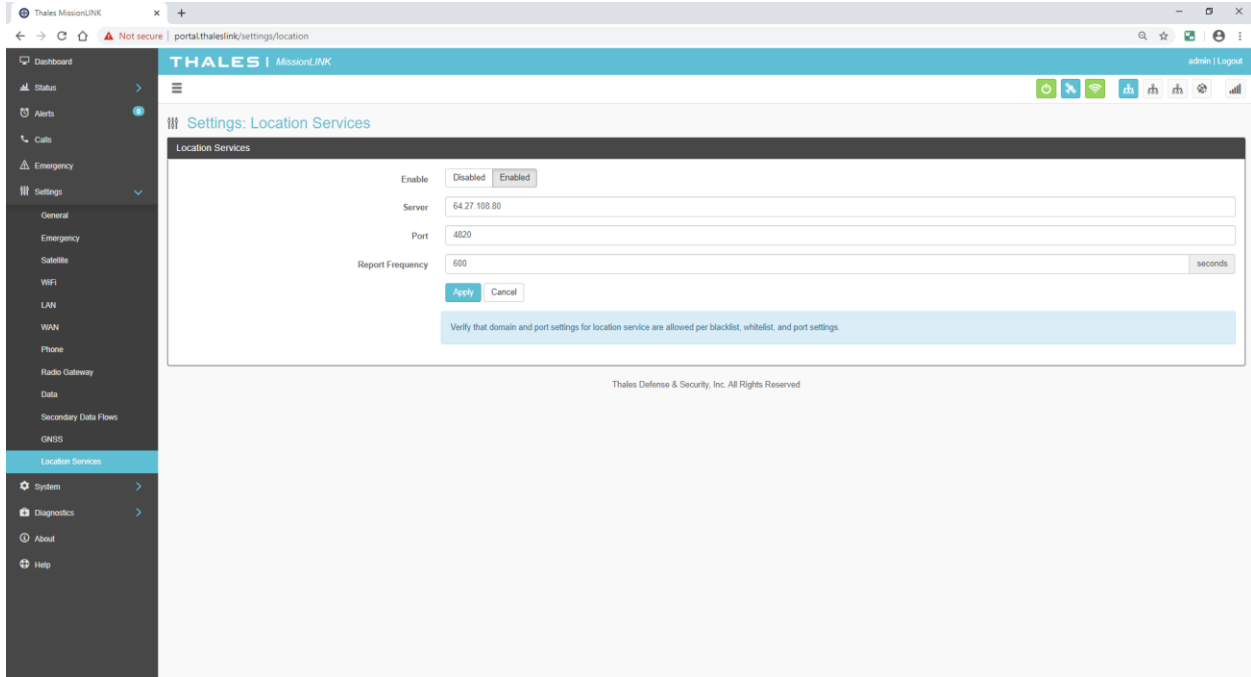 Thales MissionLINK
Not secure | portal.thaleslink/settings/location
Dashboard
Status
Alerts 0
Calls
Emergency
Settings
General
Emergency
Satellite
WiFi
LAN
WAN
Phone
Radio Gateway
Data
Secondary Data Flows
GNSS
Location Services
System
Diagnostics
About
Help
THALES | MissionLINK
admin | Logout
Settings: Location Services
Location Services
Enable Disabled Enabled
Server 64.27.108.80
Port 4820
Report Frequency 600 seconds
Apply Cancel
Verify that domain and port settings for location service are allowed per blacklist, whitelist, and port settings.
Thales Defense & Security, Inc. All Rights Reserved